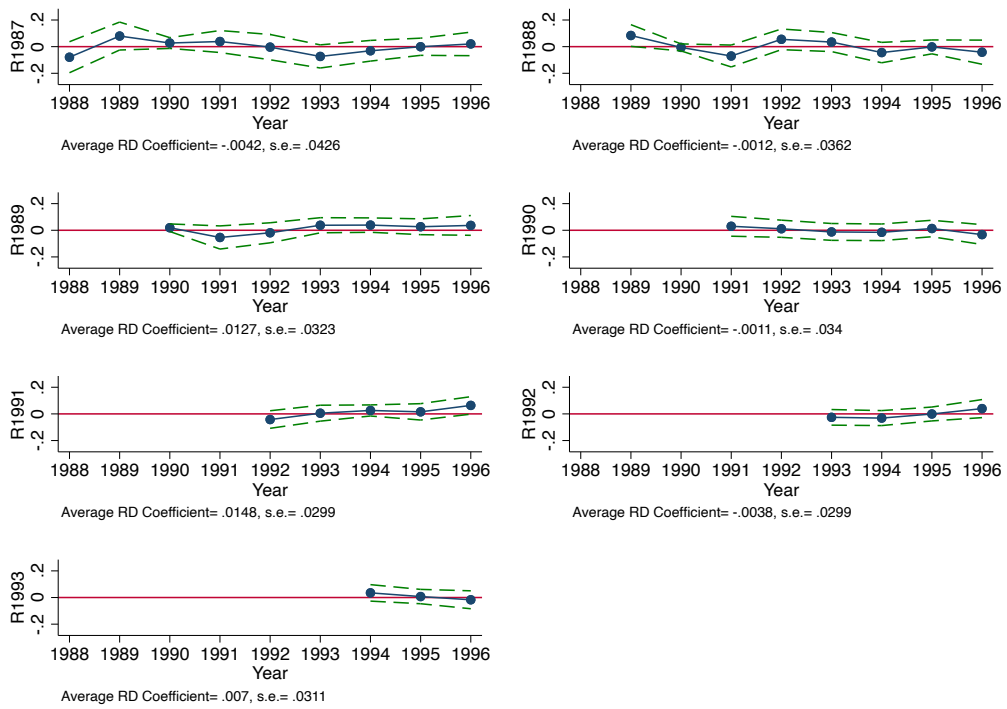 R1987
.2
0
-.2
1988 1989 1990 1991 1992 1993 1994 1995 1996
Year
Average RD Coefficient= -.0042, s.e.= .0426
R1988
.2
0
-.2
1988 1989 1990 1991 1992 1993 1994 1995 1996
Year
Average RD Coefficient= -.0012, s.e.= .0362
R1989
.2
0
-.2
1988 1989 1990 1991 1992 1993 1994 1995 1996
Year
Average RD Coefficient= .0127, s.e.= .0323
R1990
.2
0
-.2
1988 1989 1990 1991 1992 1993 1994 1995 1996
Year
Average RD Coefficient= -.0011, s.e.= .034
R1991
.2
0
-.2
1988 1989 1990 1991 1992 1993 1994 1995 1996
Year
Average RD Coefficient= .0148, s.e.= .0299
R1992
.2
0
-.2
1988 1989 1990 1991 1992 1993 1994 1995 1996
Year
Average RD Coefficient= -.0038, s.e.= .0299
R1993
.2
0
-.2
1988 1989 1990 1991 1992 1993 1994 1995 1996
Year
Average RD Coefficient= .007, s.e.= .0311